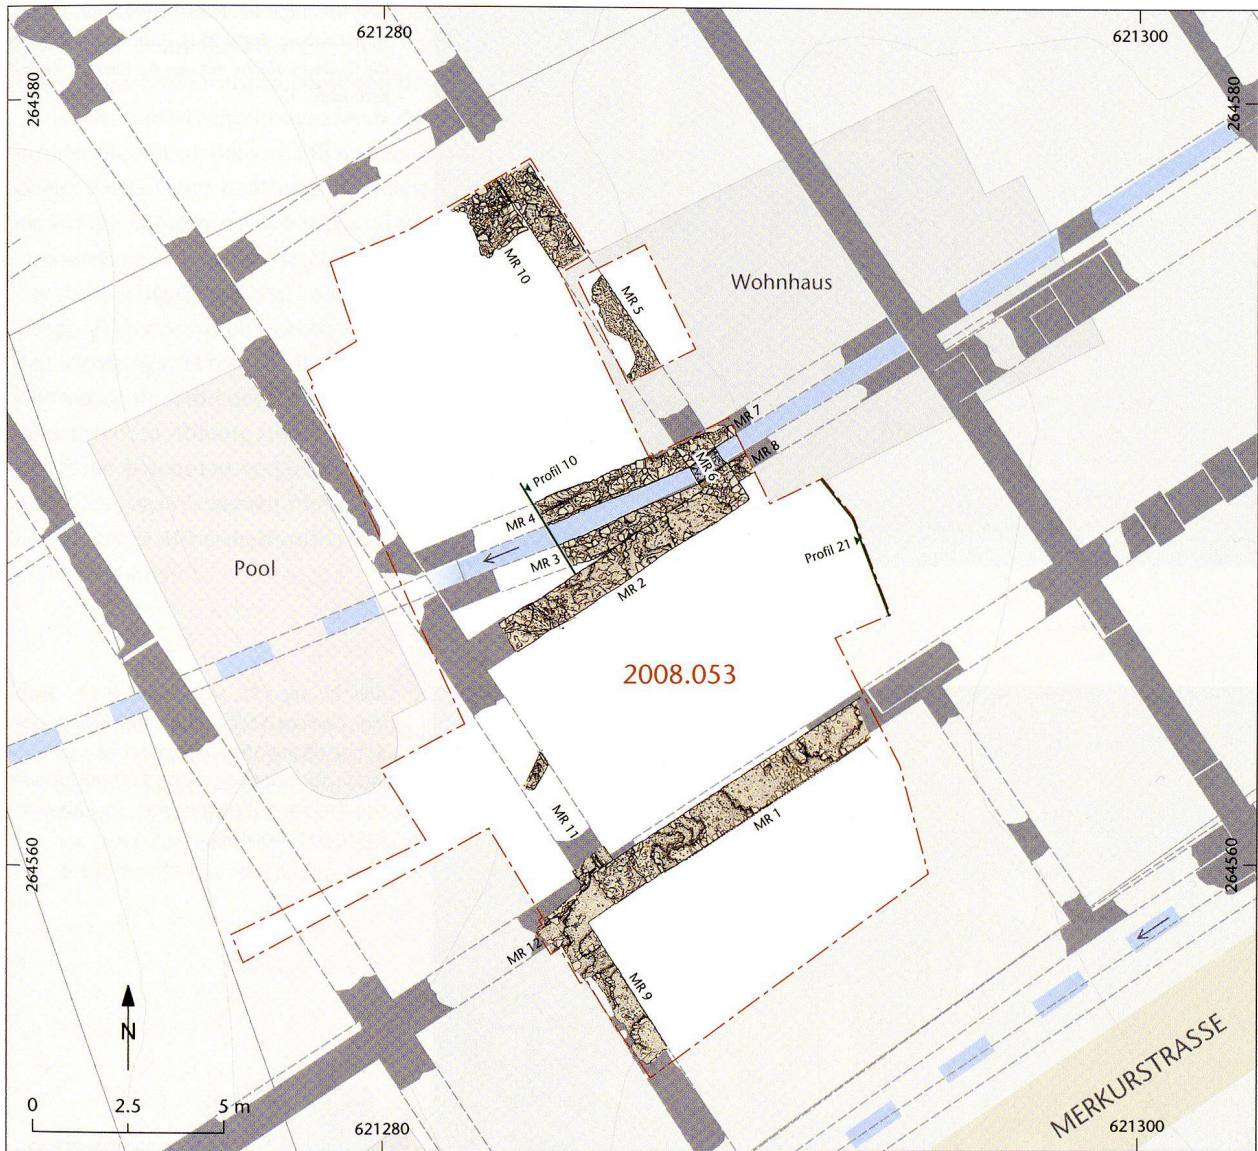 621280
621300
264580
264580
Wohnhaus
MR 10
MR 5
MR 7
MR 8
MR 6
Profil 10
MR 4
MR 3
MR 2
Profil 21
Pool
2008.053
MR 11
MR 1
MR 12
MR 9
264560
264560
N
0 2.5 5 m
MERKURSTRASSE
621280
621300